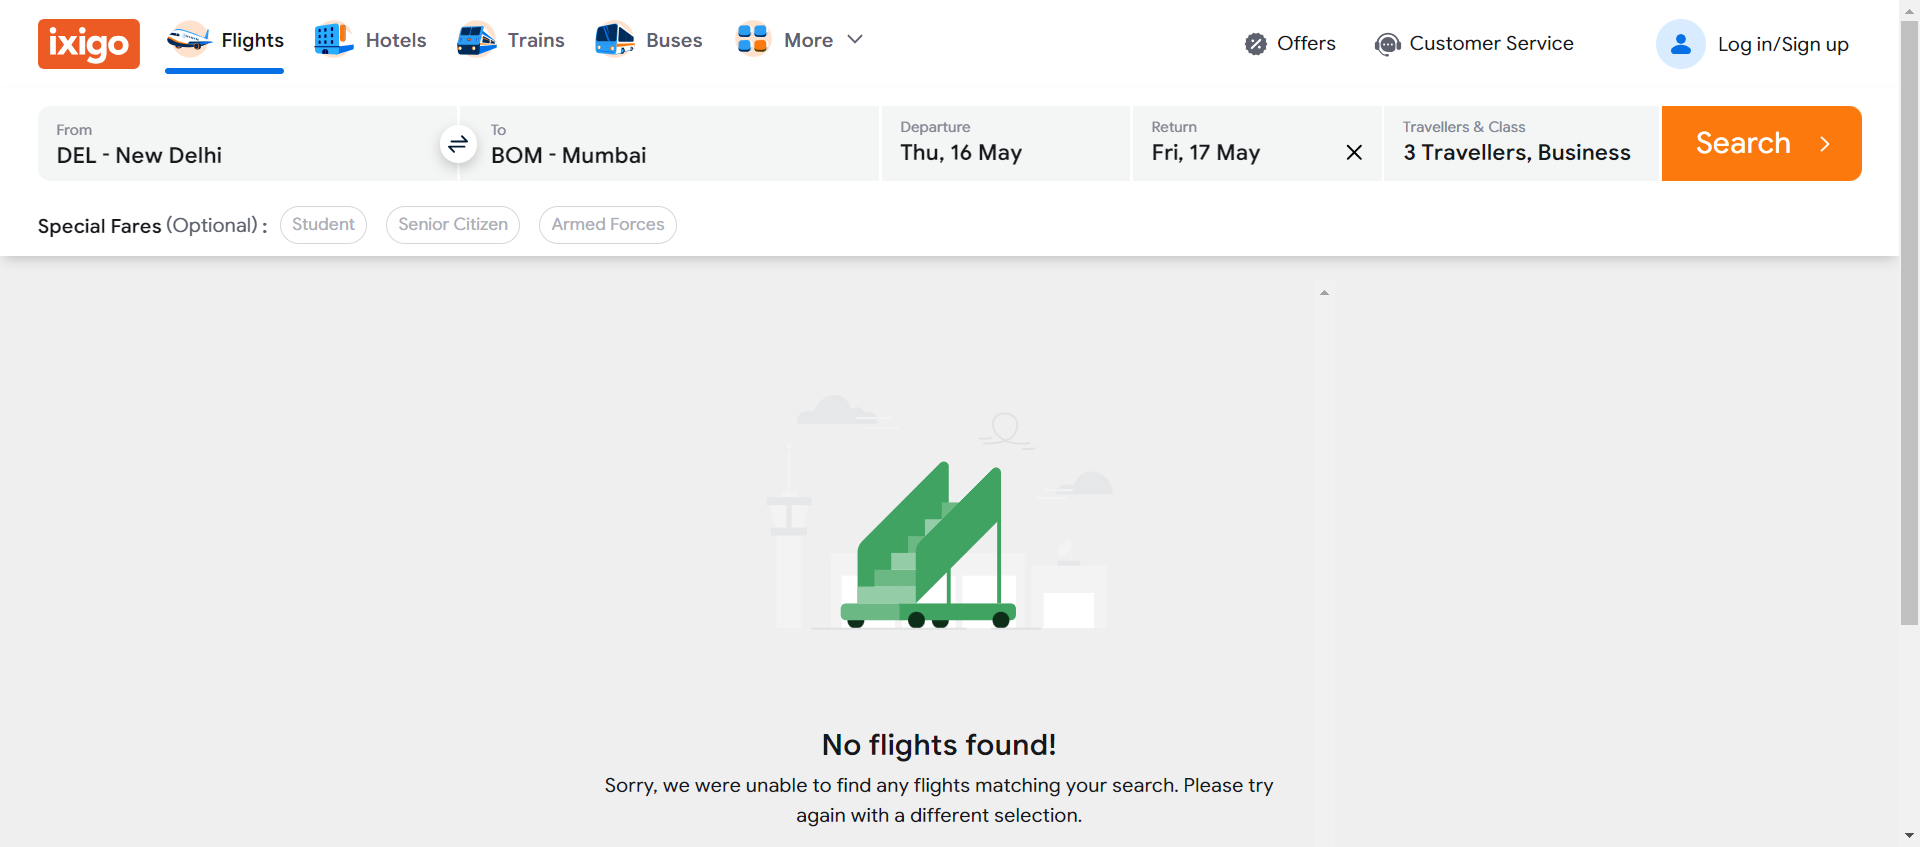 ixigo
Flights
Hotels
Trains
Buses
More
Offers
Customer Service
Log in/Sign up
From
DEL - New Delhi
To
BOM - Mumbai
Departure
Thu, 16 May
Return
Fri, 17 May
Travellers & Class
3 Travellers, Business
Search
Special Fares (Optional) :
Student
Senior Citizen
Armed Forces
No flights found!
Sorry, we were unable to find any flights matching your search. Please try
again with a different selection.